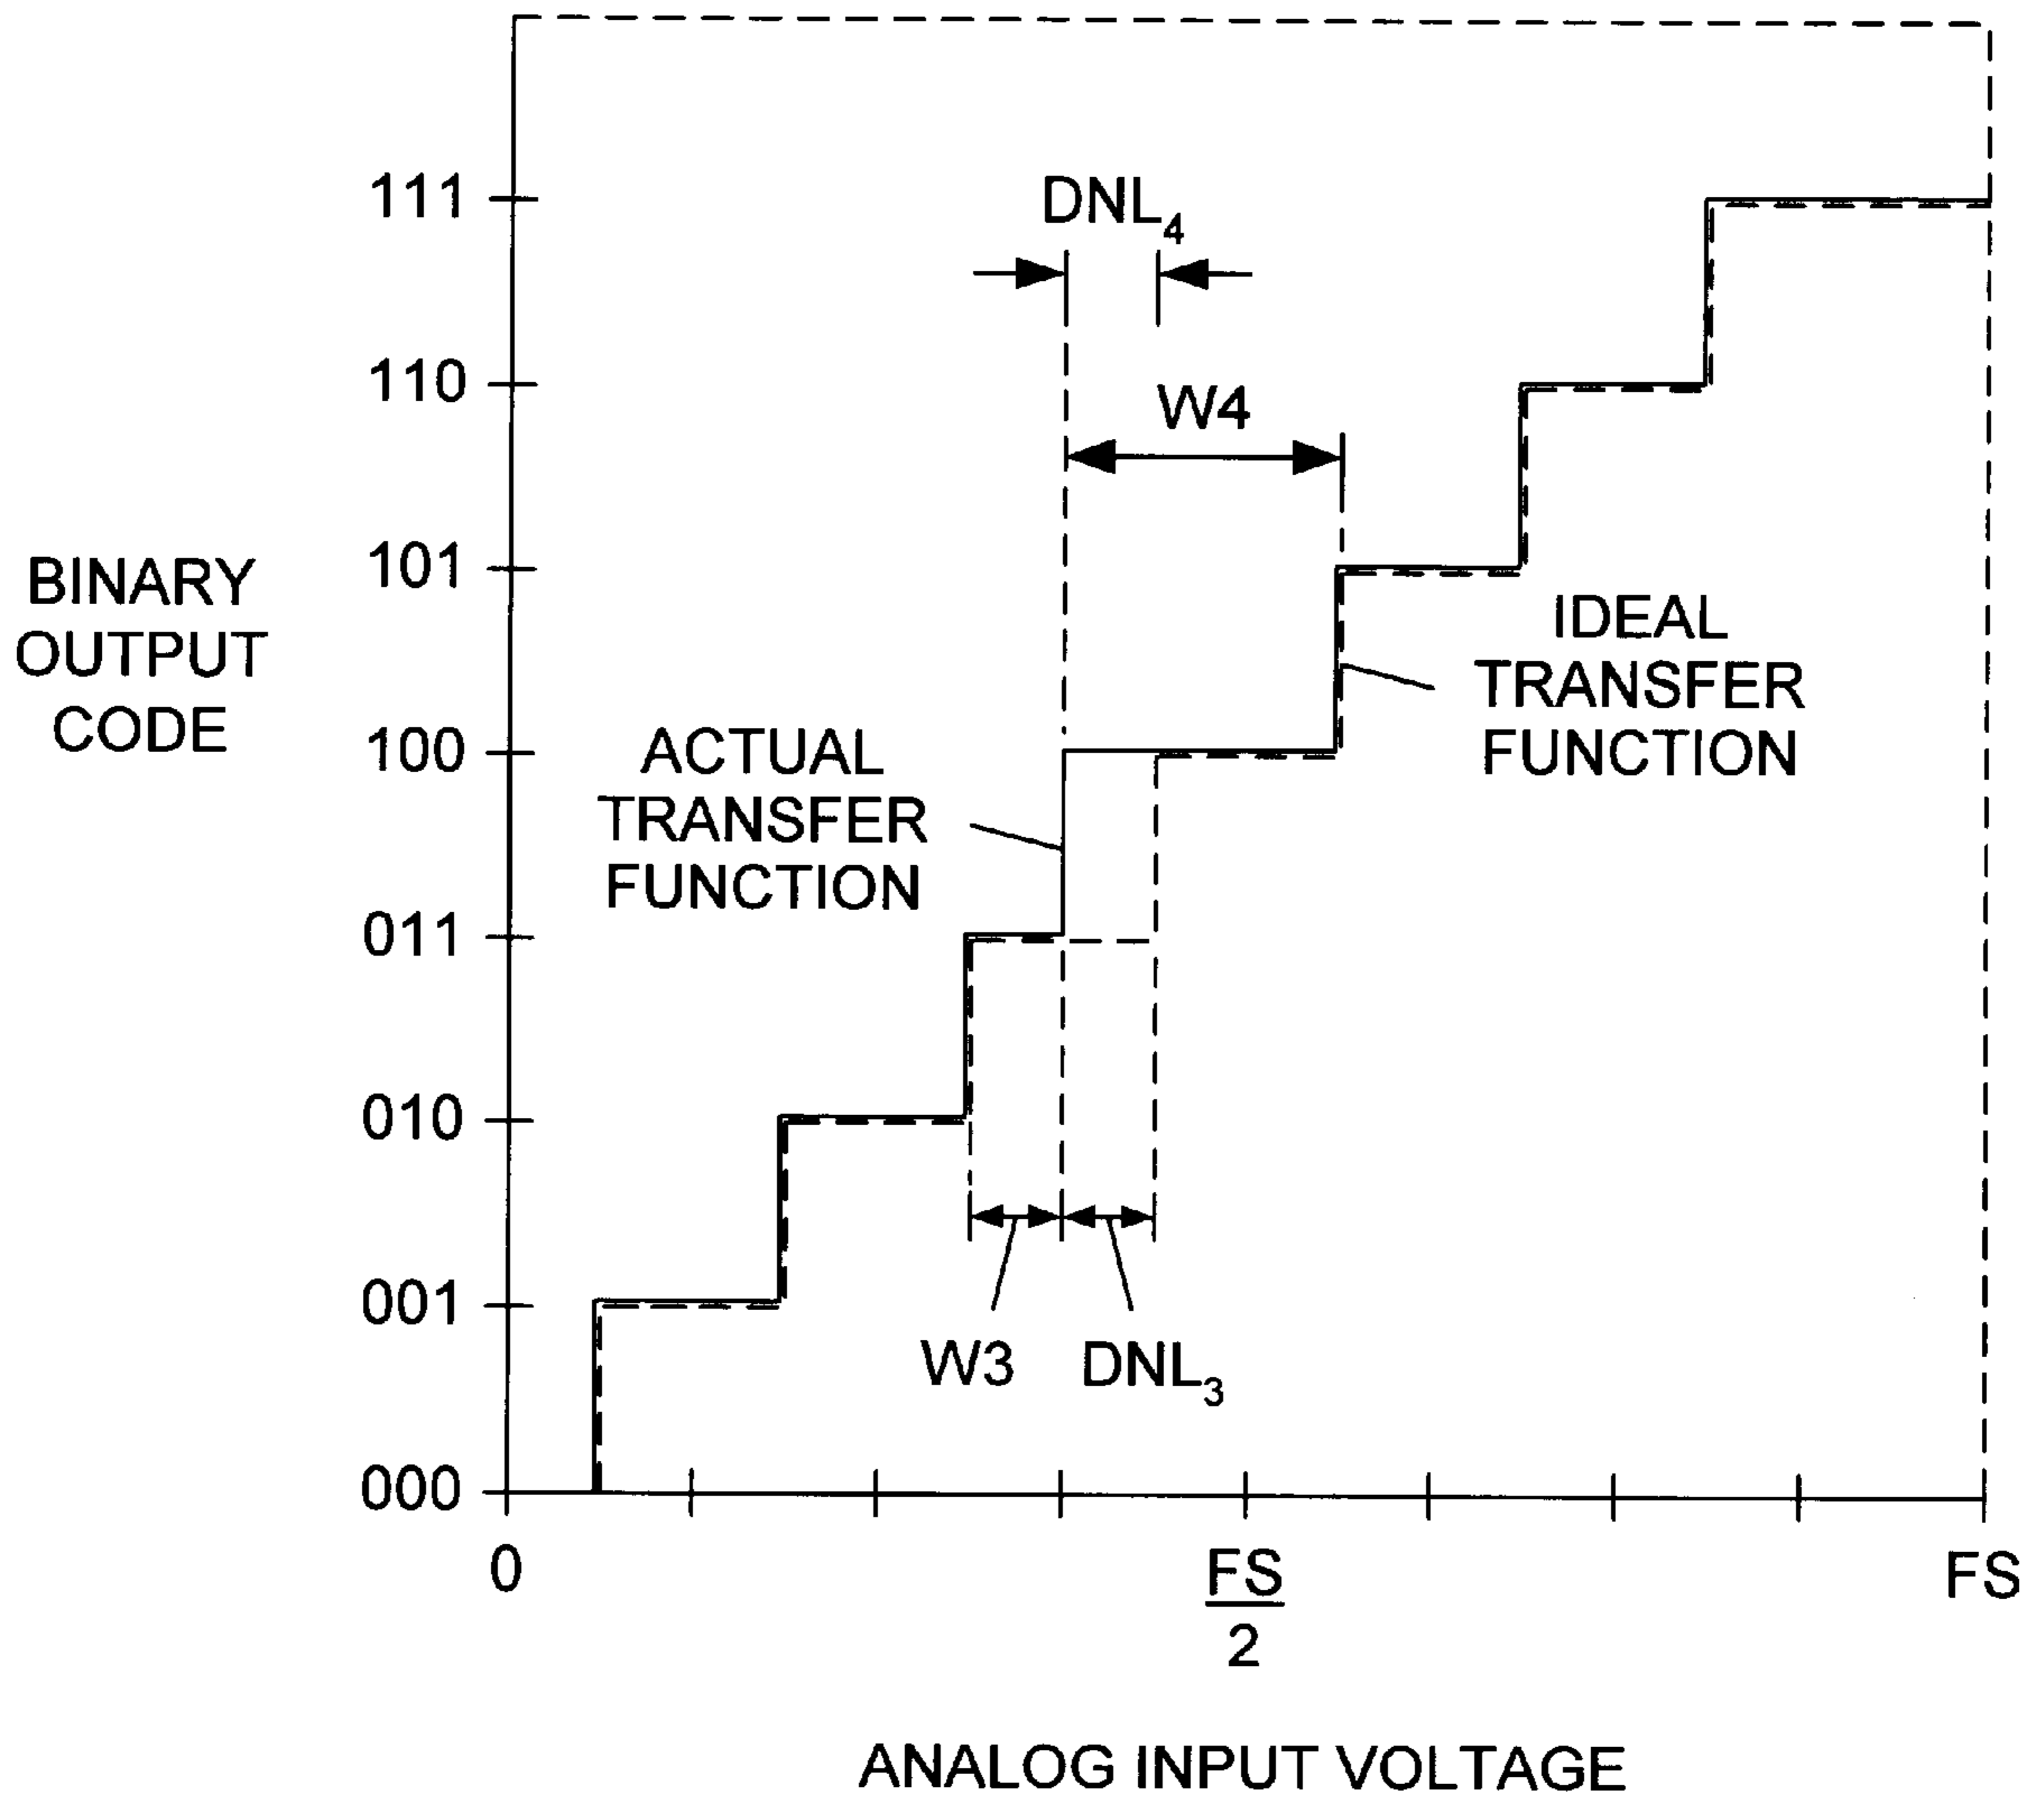 111
DNL4
110
W4
101
BINARY
OUTPUT
CODE
IDEAL
TRANSFER
FUNCTION
100
ACTUAL
TRANSFER
FUNCTION
011
010
001
W3
DNL3
000
0
FS
2
FS
ANALOG INPUT VOLTAGE